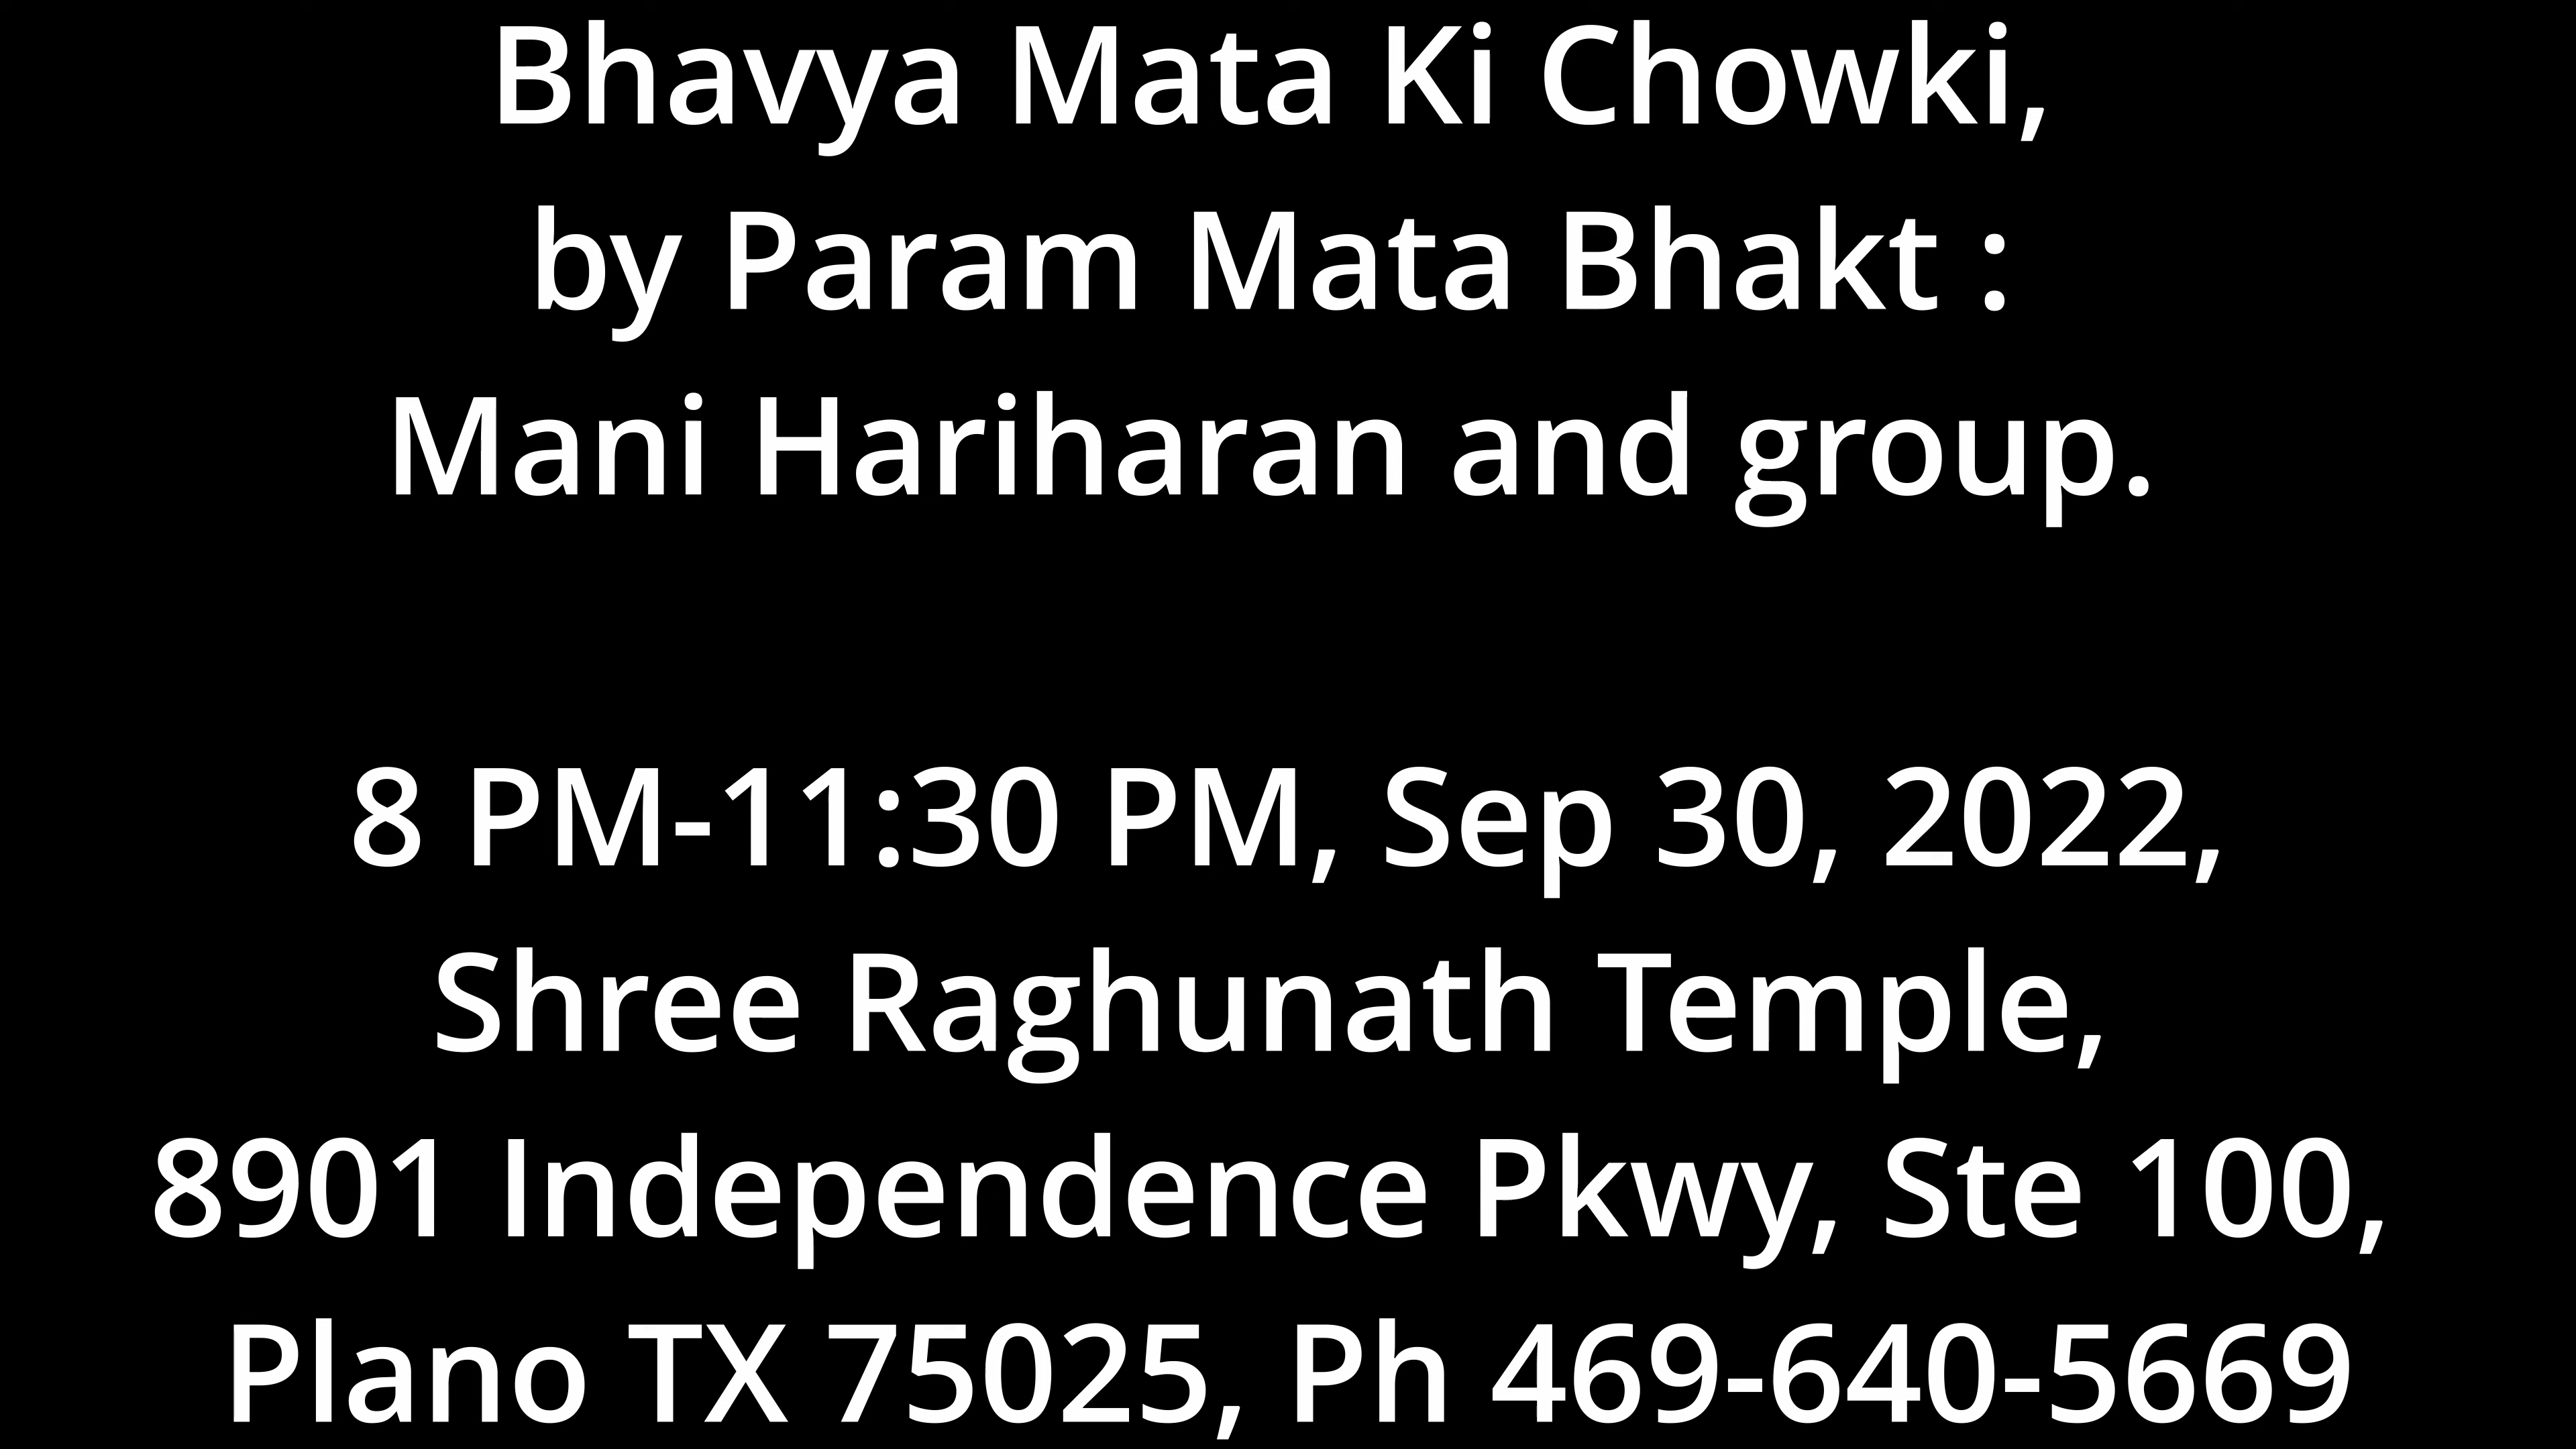 Bhavya Mata Ki Chowki,
by Param Mata Bhakt :
Mani Hariharan and group.
8 PM-11:30 PM, Sep 30, 2022,
Shree Raghunath Temple,
8901 Independence Pkwy, Ste 100,
Plano TX 75025, Ph 469-640-5669